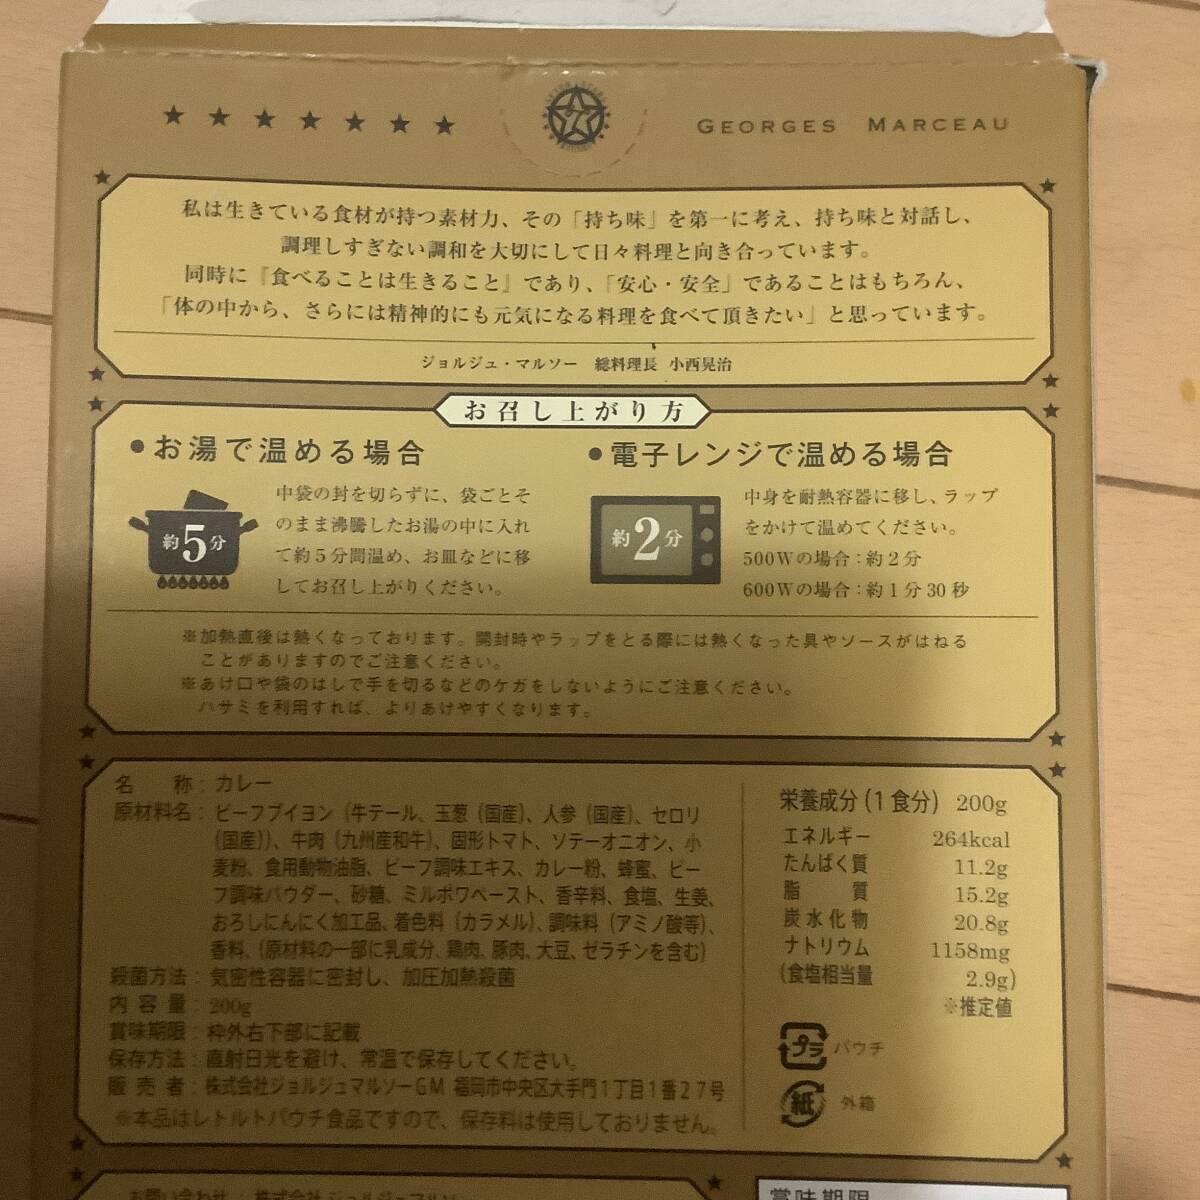 GEORGES MARCEAU
私は生きている食材が持つ素材力、その「持ち味」を第一に考え、持ち味と対話し、
調理しすぎない調和を大切にして日々料理と向き合っています。
同時に『食べることは生きること』であり、「安心・安全」であることはもちろん、
「体の中から、さらには精神的にも元気になる料理を食べて頂きたい」と思っています。
ジョルジュ・マルソー 総料理長 小西晃治
お召し上がり方
●お湯で温める場合
中袋の封を切らずに、袋ごとそ
のまま沸騰したお湯の中に入れ
て約5分間温め、お皿などに移
してお召し上がりください。
約5分
●電子レンジで温める場合
中身を耐熱容器に移し、ラップ
をかけて温めてください。
500Wの場合：約2分
600Wの場合：約1分30秒
約2分
※加熱直後は熱くなっております。開封時やラップをとる際には熱くなった具やソースがはねる
ことがありますのでご注意ください。
※あけ口や袋のはしで手を切るなどのケガをしないようにご注意ください。
ハサミを利用すれば、よりあけやすくなります。
名称：カレー
原材料名：ビーフブイヨン（牛テール、玉葱（国産）、人参（国産）、セロリ
（国産））、牛肉（九州産和牛）、固形トマト、ソテーオニオン、小
麦粉、食用動物油脂、ビーフ調味エキス、カレー粉、蜂蜜、ビー
フ調味パウダー、砂糖、ミルポワペースト、香辛料、食塩、生姜、
おろしにんにく加工品、着色料（カラメル）、調味料（アミノ酸等）、
香料、（原材料の一部に乳成分、鶏肉、豚肉、大豆、ゼラチンを含む）
殺菌方法：気密性容器に密封し、加圧加熱殺菌
内容量：200g
賞味期限：枠外右下部に記載
保存方法：直射日光を避け、常温で保存してください。
販売者：株式会社ジョルジュマルソーGM 福岡市中央区大手門1丁目1番27号
※本品はレトルトパウチ食品ですので、保存料は使用しておりません。
栄養成分（1食分）200g
エネルギー 264kcal
たんぱく質 11.2g
脂質 15.2g
炭水化物 20.8g
ナトリウム 1158mg
（食塩相当量 2.9g）
※推定値
プラ パウチ
紙 外箱
お問い合わせ 株式会社ジョルジュマルソー
賞味期限